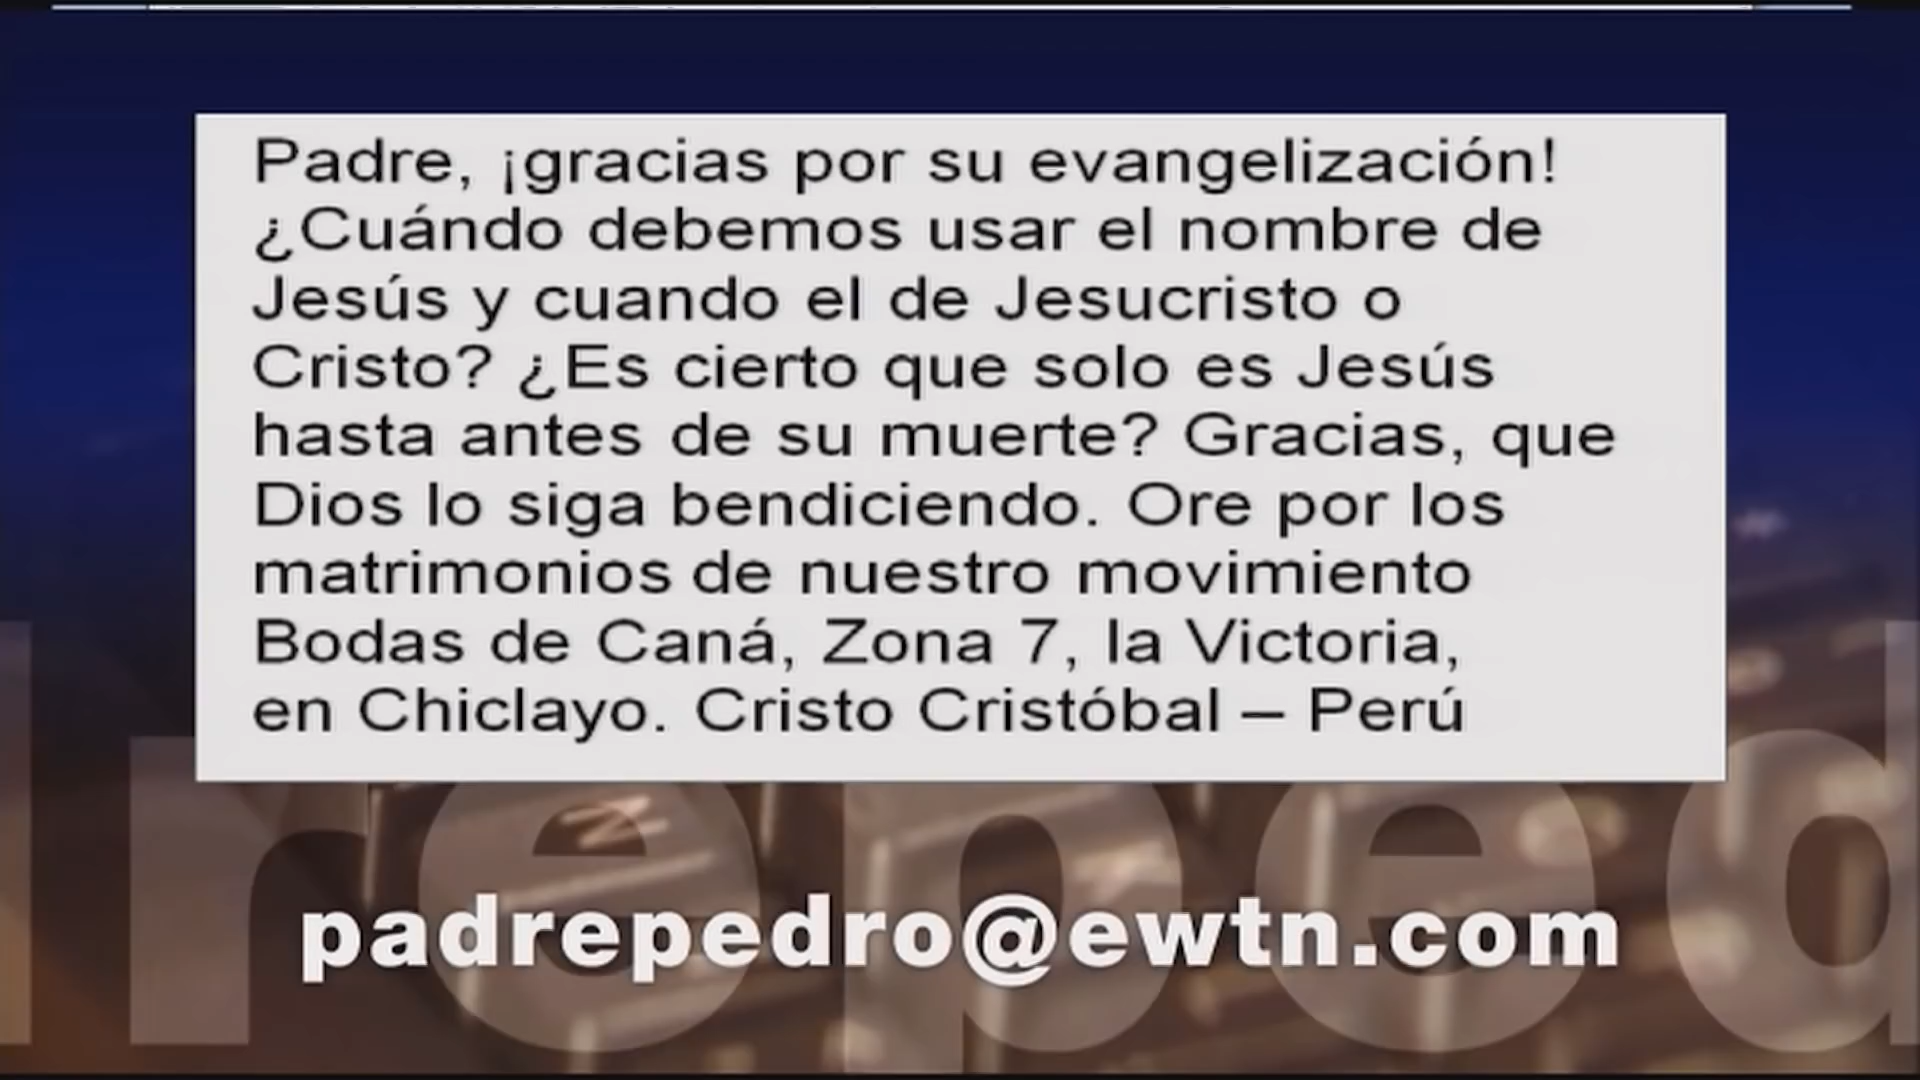 Padre, ¡gracias por su evangelización!
¿Cuándo debemos usar el nombre de
Jesús y cuando el de Jesucristo o
Cristo? ¿Es cierto que solo es Jesús
hasta antes de su muerte? Gracias, que
Dios lo siga bendiciendo. Ore por los
matrimonios de nuestro movimiento
Bodas de Caná, Zona 7, la Victoria,
en Chiclayo. Cristo Cristóbal – Perú
padrepedro@ewtn.com